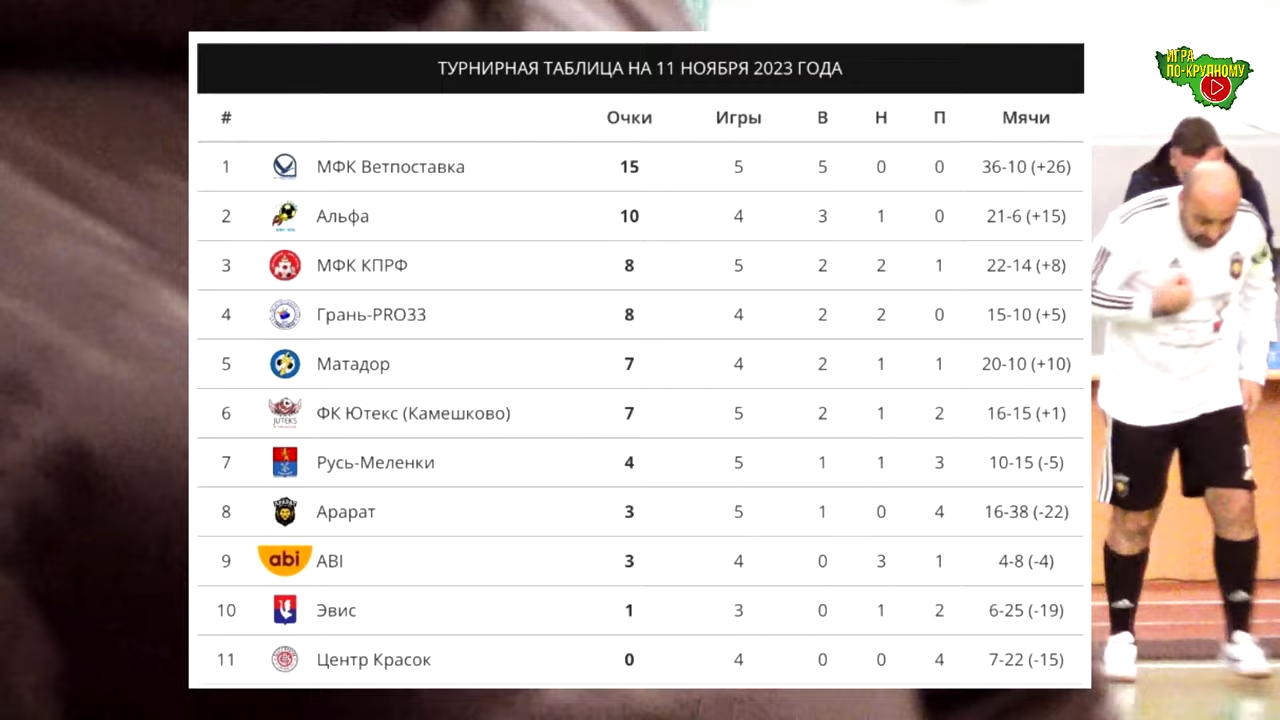 ИГРА
ПО-КРУПНОМУ
ТУРНИРНАЯ ТАБЛИЦА НА 11 НОЯБРЯ 2023 ГОДА
# Очки Игры В Н П Мячи
1 МФК Ветпоставка 15 5 5 0 0 36-10 (+26)
2 Альфа 10 4 3 1 0 21-6 (+15)
3 МФК КПРФ 8 5 2 2 1 22-14 (+8)
4 Грань-PRO33 8 4 2 2 0 15-10 (+5)
5 Матадор 7 4 2 1 1 20-10 (+10)
6 JUTEKS ФК Ютекс (Камешково) 7 5 2 1 2 16-15 (+1)
7 Русь-Меленки 4 5 1 1 3 10-15 (-5)
8 АРАРАТ Арарат 3 5 1 0 4 16-38 (-22)
9 abi ABI 3 4 0 3 1 4-8 (-4)
10 Эвис 1 3 0 1 2 6-25 (-19)
11 Центр Красок 0 4 0 0 4 7-22 (-15)